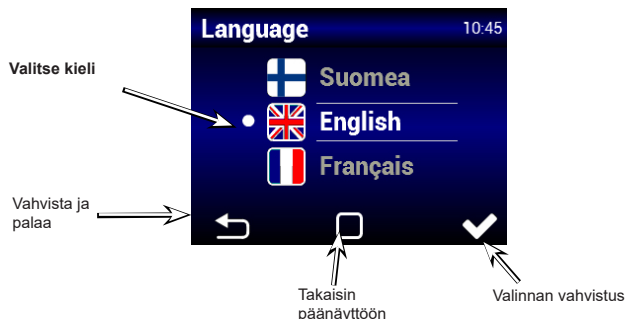 Language 10:45
Valitse kieli
Suomea
English
Français
Vahvista ja
palaa
Takaisin
päänäyttöön
Valinnan vahvistus